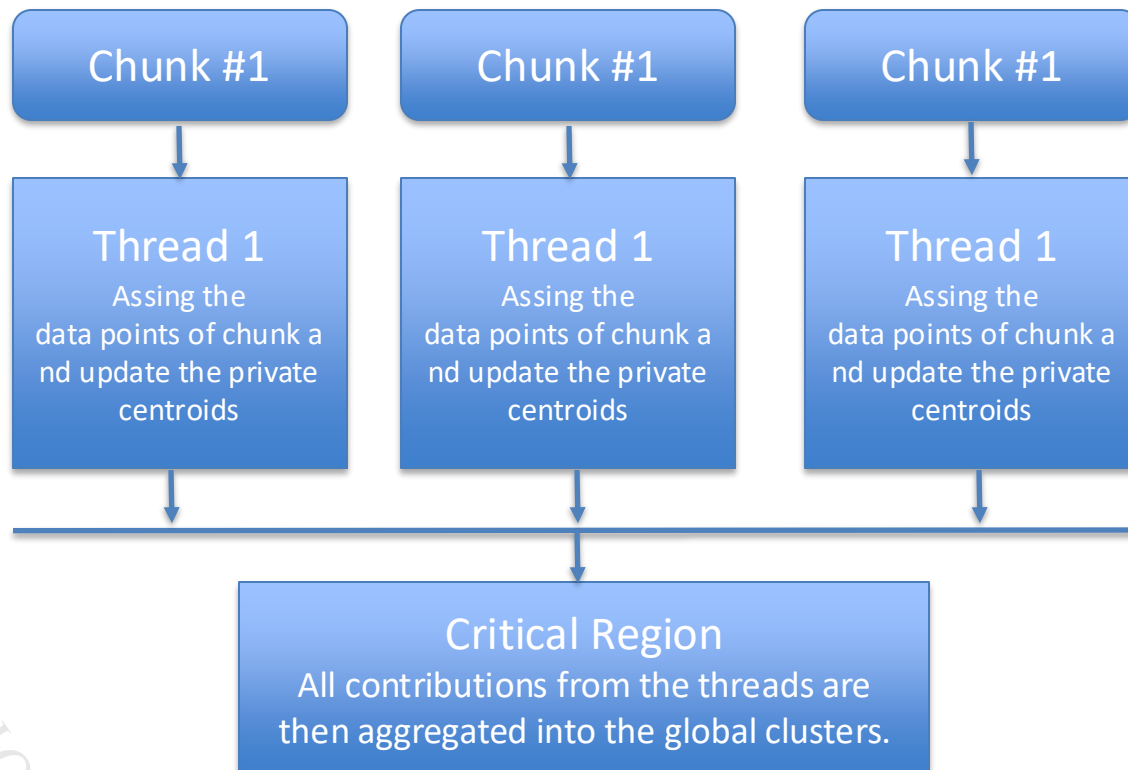 Chunk #1
Chunk #1
Chunk #1
Thread 1
Assing the
data points of chunk a
nd update the private
centroids
Thread 1
Assing the
data points of chunk a
nd update the private
centroids
Thread 1
Assing the
data points of chunk a
nd update the private
centroids
Critical Region
All contributions from the threads are
then aggregated into the global clusters.